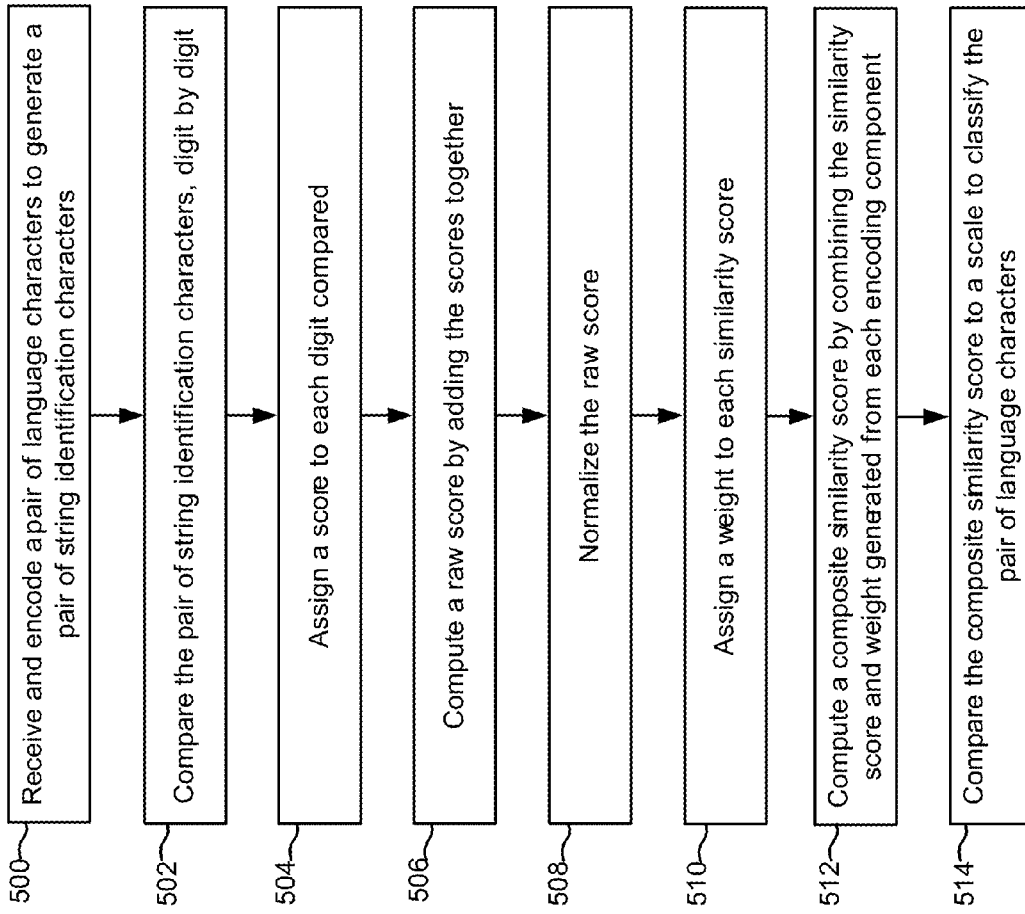 500
Receive and encode a pair of language characters to generate a
pair of string identification characters
502
Compare the pair of string identification characters, digit by digit
504
Assign a score to each digit compared
506
Compute a raw score by adding the scores together
508
Normalize the raw score
510
Assign a weight to each similarity score
512
Compute a composite similarity score by combining the similarity
score and weight generated from each encoding component
514
Compare the composite similarity score to a scale to classify the
pair of language characters